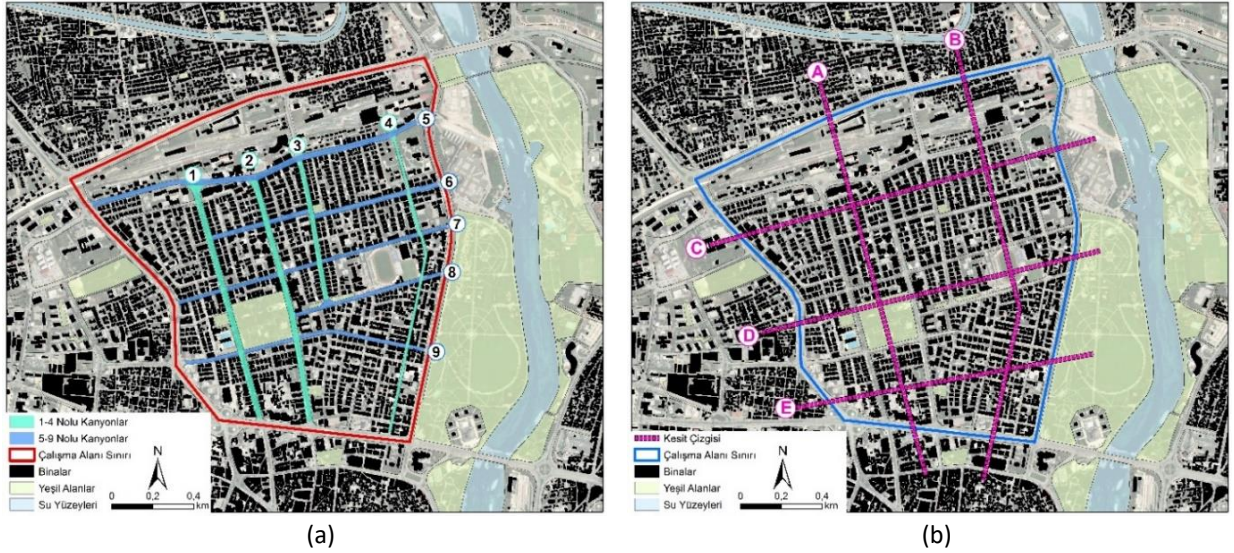 1
2
3
4
5
6
7
8
9
1-4 Nolu Kanyonlar
5-9 Nolu Kanyonlar
Çalışma Alanı Sınırı
Binalar
Yeşil Alanlar
Su Yüzeyleri
N
0 0,2 0,4
km
(a)
A
B
C
D
E
Kesit Çizgisi
Çalışma Alanı Sınırı
Binalar
Yeşil Alanlar
Su Yüzeyleri
N
0 0,2 0,4
km
(b)